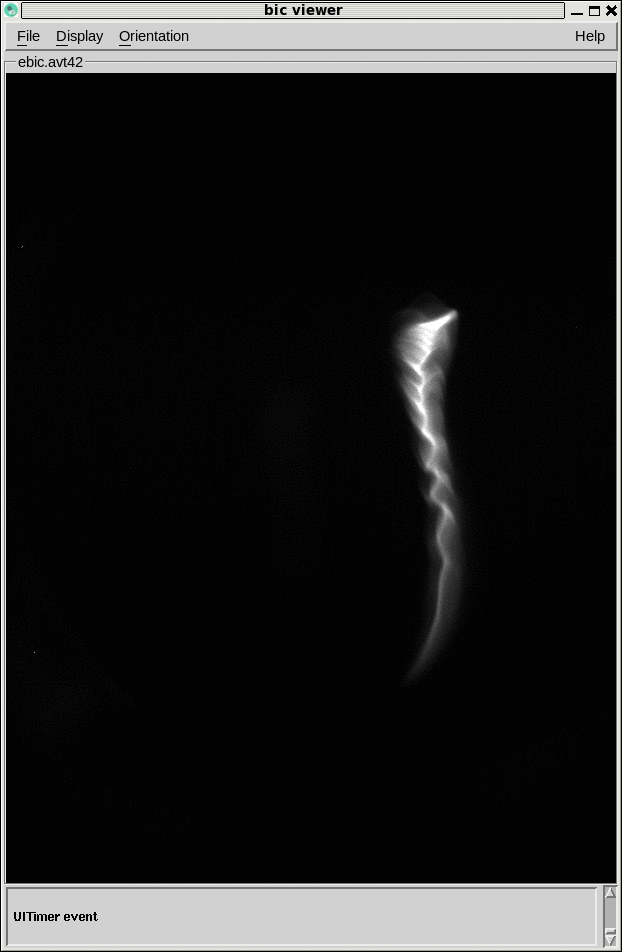 bic viewer
File Display Orientation Help
ebic.avt42
UITimer event